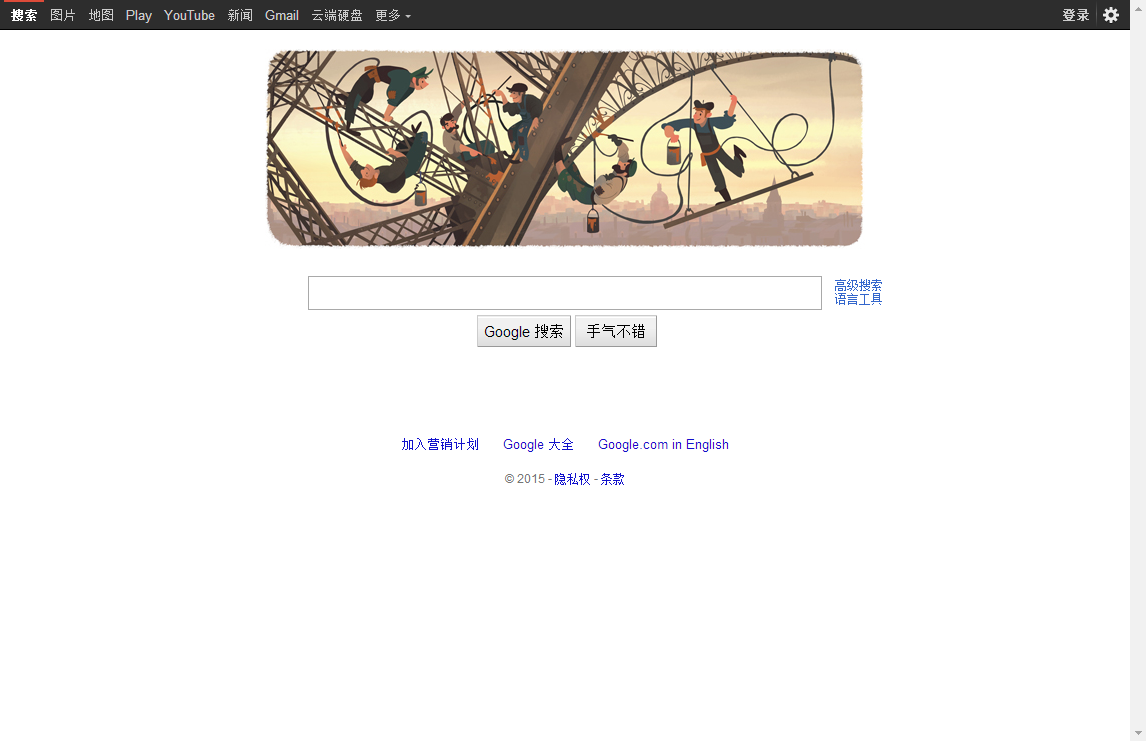 搜索 图片 地图 Play YouTube 新闻 Gmail 云端硬盘 更多 登录
高级搜索
语言工具
Google 搜索 手气不错
加入营销计划 Google 大全 Google.com in English
© 2015 - 隐私权 - 条款